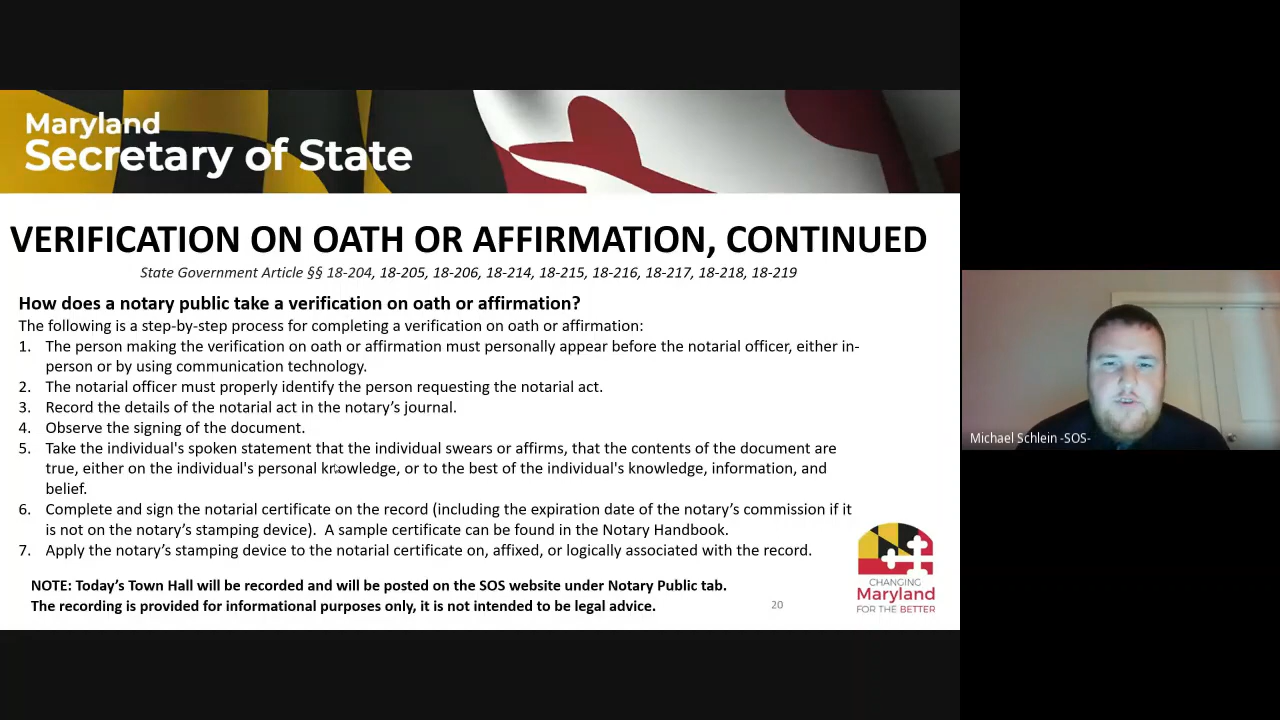 Maryland
Secretary of State
VERIFICATION ON OATH OR AFFIRMATION, CONTINUED
State Government Article §§ 18-204, 18-205, 18-206, 18-214, 18-215, 18-216, 18-217, 18-218, 18-219
How does a notary public take a verification on oath or affirmation?
The following is a step-by-step process for completing a verification on oath or affirmation:
1. The person making the verification on oath or affirmation must personally appear before the notarial officer, either in-
person or by using communication technology.
2. The notarial officer must properly identify the person requesting the notarial act.
3. Record the details of the notarial act in the notary's journal.
4. Observe the signing of the document.
5. Take the individual's spoken statement that the individual swears or affirms, that the contents of the document are
true, either on the individual's personal knowledge, or to the best of the individual's knowledge, information, and
belief.
6. Complete and sign the notarial certificate on the record (including the expiration date of the notary's commission if it
is not on the notary's stamping device).  A sample certificate can be found in the Notary Handbook.
7. Apply the notary's stamping device to the notarial certificate on, affixed, or logically associated with the record.
NOTE: Today's Town Hall will be recorded and will be posted on the SOS website under Notary Public tab.
The recording is provided for informational purposes only, it is not intended to be legal advice.
20
CHANGING
Maryland
FOR THE BETTER
Michael Schlein -SOS-